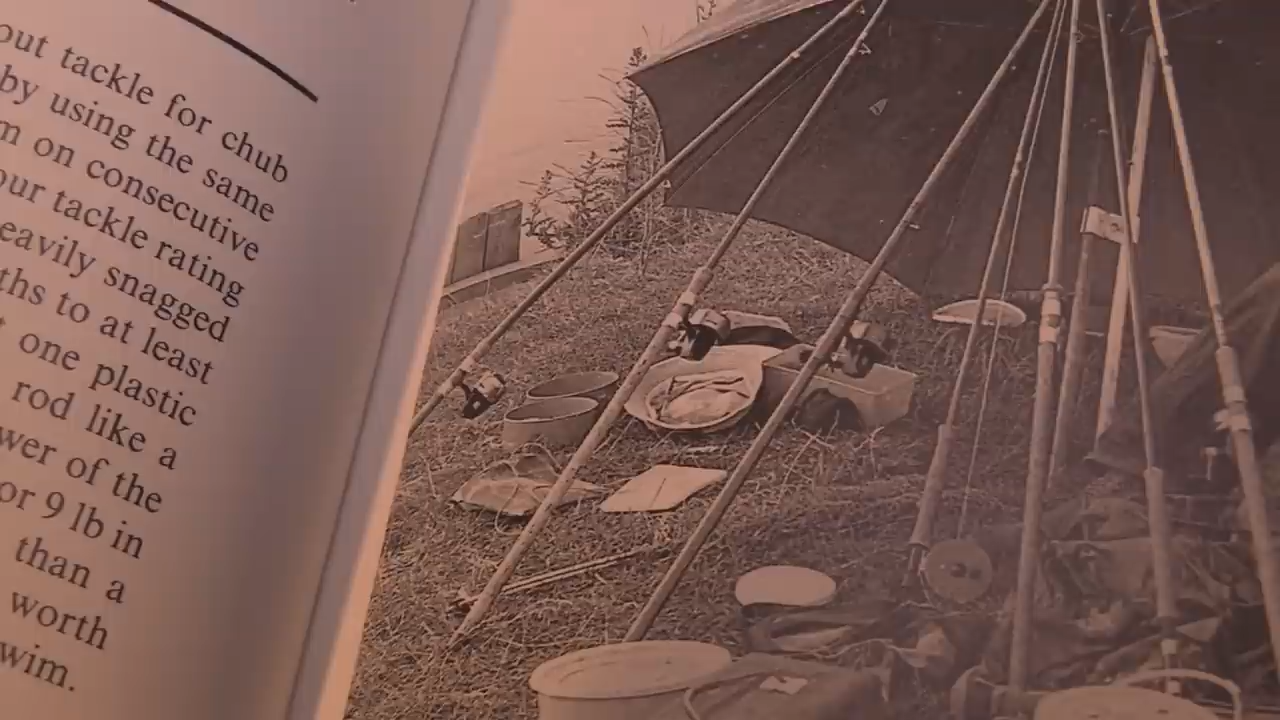 out tackle for chub
by using the same
m on consecutive
our tackle rating
eavily snagged
ths to at least
one plastic
rod like a
wer of the
or 9 lb in
than a
worth
swim.